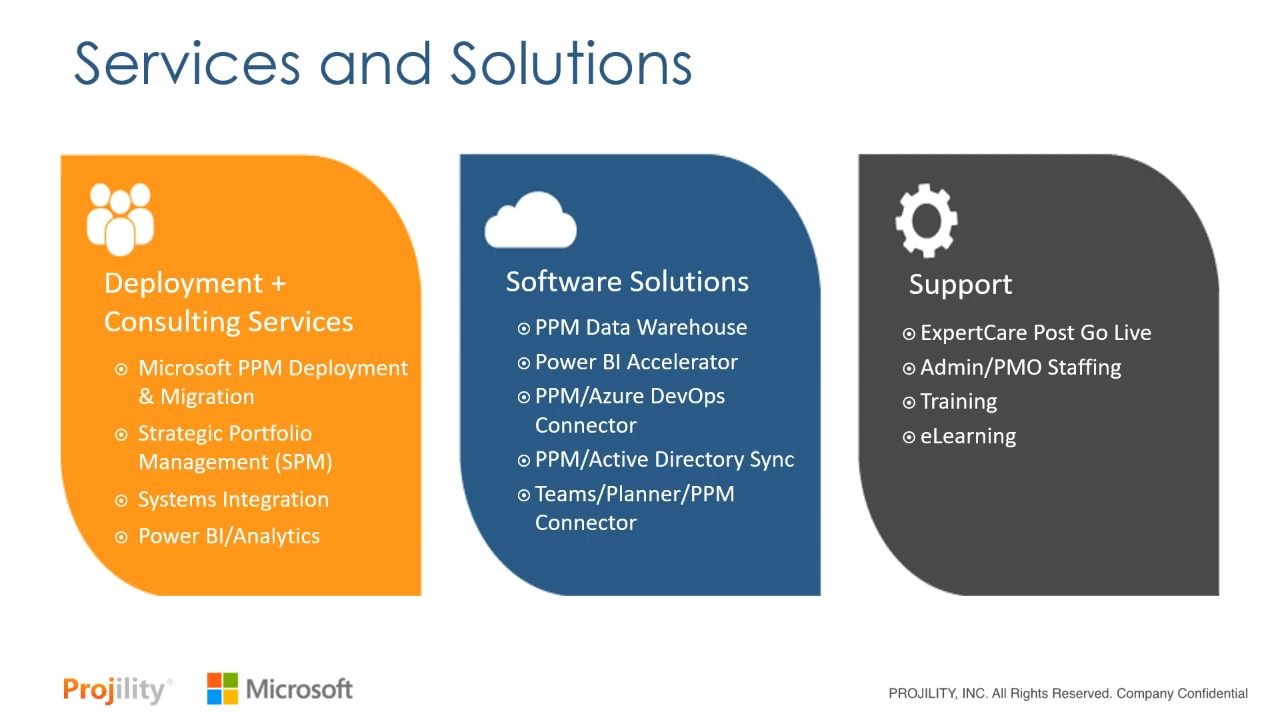 Services and Solutions
Deployment +
Consulting Services
Microsoft PPM Deployment
& Migration
Strategic Portfolio
Management (SPM)
Systems Integration
Power BI/Analytics
Software Solutions
PPM Data Warehouse
Power BI Accelerator
PPM/Azure DevOps
Connector
PPM/Active Directory Sync
Teams/Planner/PPM
Connector
Support
ExpertCare Post Go Live
Admin/PMO Staffing
Training
eLearning
Projility®
Microsoft
PROJILITY, INC. All Rights Reserved. Company Confidential